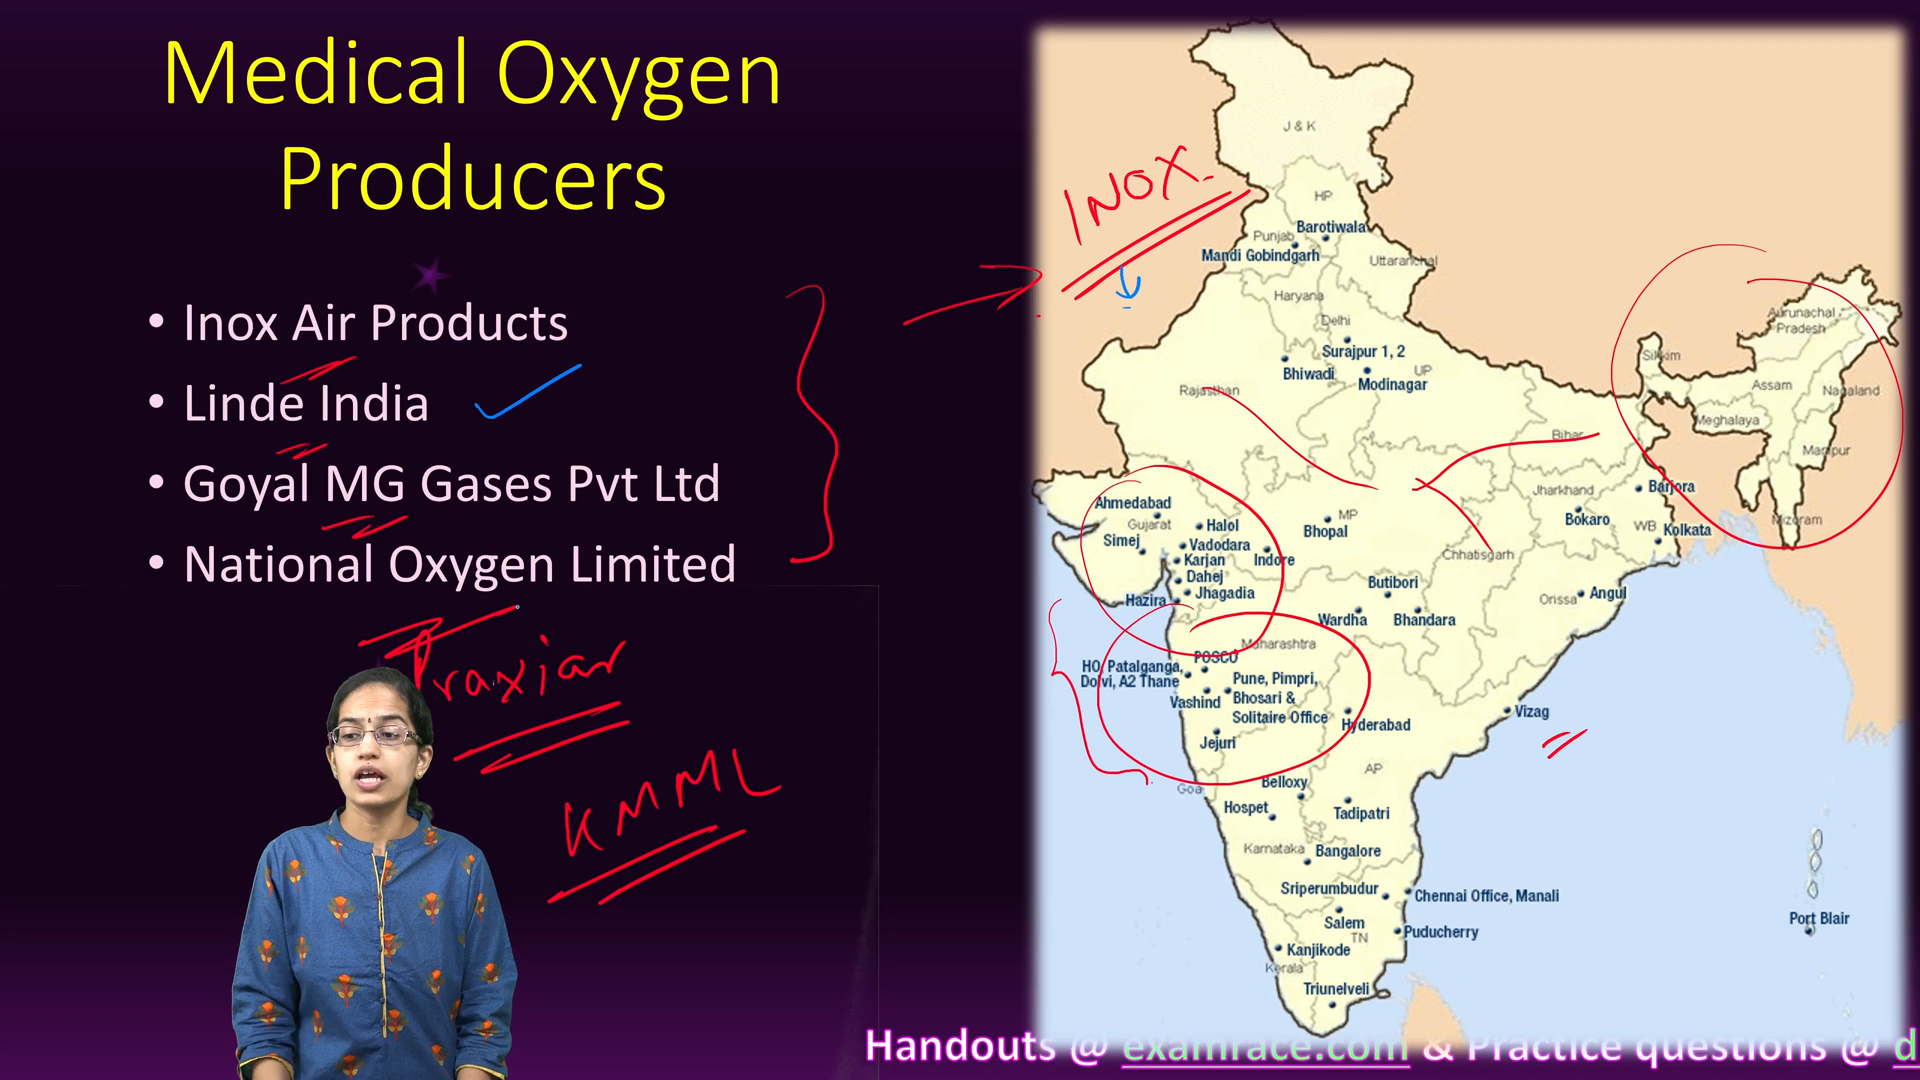 Medical Oxygen
Producers
• Inox Air Products
• Linde India
• Goyal MG Gases Pvt Ltd
• National Oxygen Limited
Praxiar
KMML
INOX.
J & K
HP
Barotiwala
Punjab
Mandi Gobindgarh
Uttaranchal
Haryana
Delhi
Surajpur 1, 2
Bhiwadi
UP
Modinagar
Rajasthan
Aurunachal
Pradesh
Sikkim
Assam
Nagaland
Meghalaya
Manipur
Mizoram
Bihar
Jharkhand
Barjora
Bokaro
WB
Kolkata
Ahmedabad
Gujarat
Halol
MP
Bhopal
Simej
Vadodara
Karjan
Indore
Chhatisgarh
Dahej
Jhagadia
Hazira
Butibori
Wardha
Bhandara
Orissa
Angul
Maharashtra
POSCO
HO, Patalganga,
Dolvi, A2 Thane
Pune, Pimpri,
Bhosari &
Solitaire Office
Vashind
Hyderabad
Vizag
Jejuri
AP
Goa
Belloxy
Hospet
Tadipatri
Karnataka
Bangalore
Sriperumbudur
Chennai Office, Manali
Salem
TN
Puducherry
Kanjikode
Kerala
Triunelveli
Port Blair
Handouts @ examrace.com & Practice questions @ d